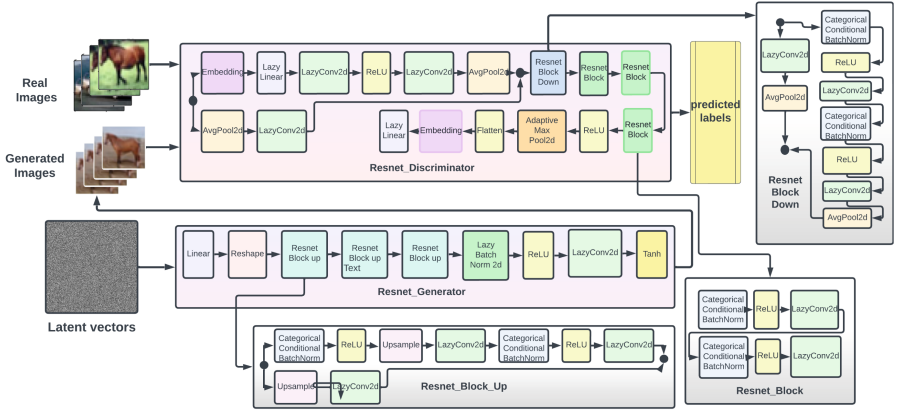 Real
Images
Generated
Images
Embedding
Lazy
Linear
LazyConv2d
ReLU
LazyConv2d
AvgPool2d
Resnet
Block
Down
Resnet
Block
Resnet
Block
AvgPool2d
LazyConv2d
Lazy
Linear
Embedding
Flatten
Adaptive
Max
Pool2d
ReLU
Resnet
Block
Resnet_Discriminator
predicted
labels
LazyConv2d
AvgPool2d
Categorical
Conditional
BatchNorm
ReLU
LazyConv2d
Categorical
Conditional
BatchNorm
ReLU
LazyConv2d
AvgPool2d
Resnet
Block
Down
Latent vectors
Linear
Reshape
Resnet
Block up
Resnet
Block up
Text
Resnet
Block up
Lazy
Batch
Norm 2d
ReLU
LazyConv2d
Tanh
Resnet_Generator
Categorical
Conditional
BatchNorm
ReLU
Upsample
LazyConv2d
Categorical
Conditional
BatchNorm
ReLU
LazyConv2d
Upsample
LazyConv2d
Resnet_Block_Up
Categorical
Conditional
BatchNorm
ReLU
LazyConv2d
Categorical
Conditional
BatchNorm
ReLU
LazyConv2d
Resnet_Block